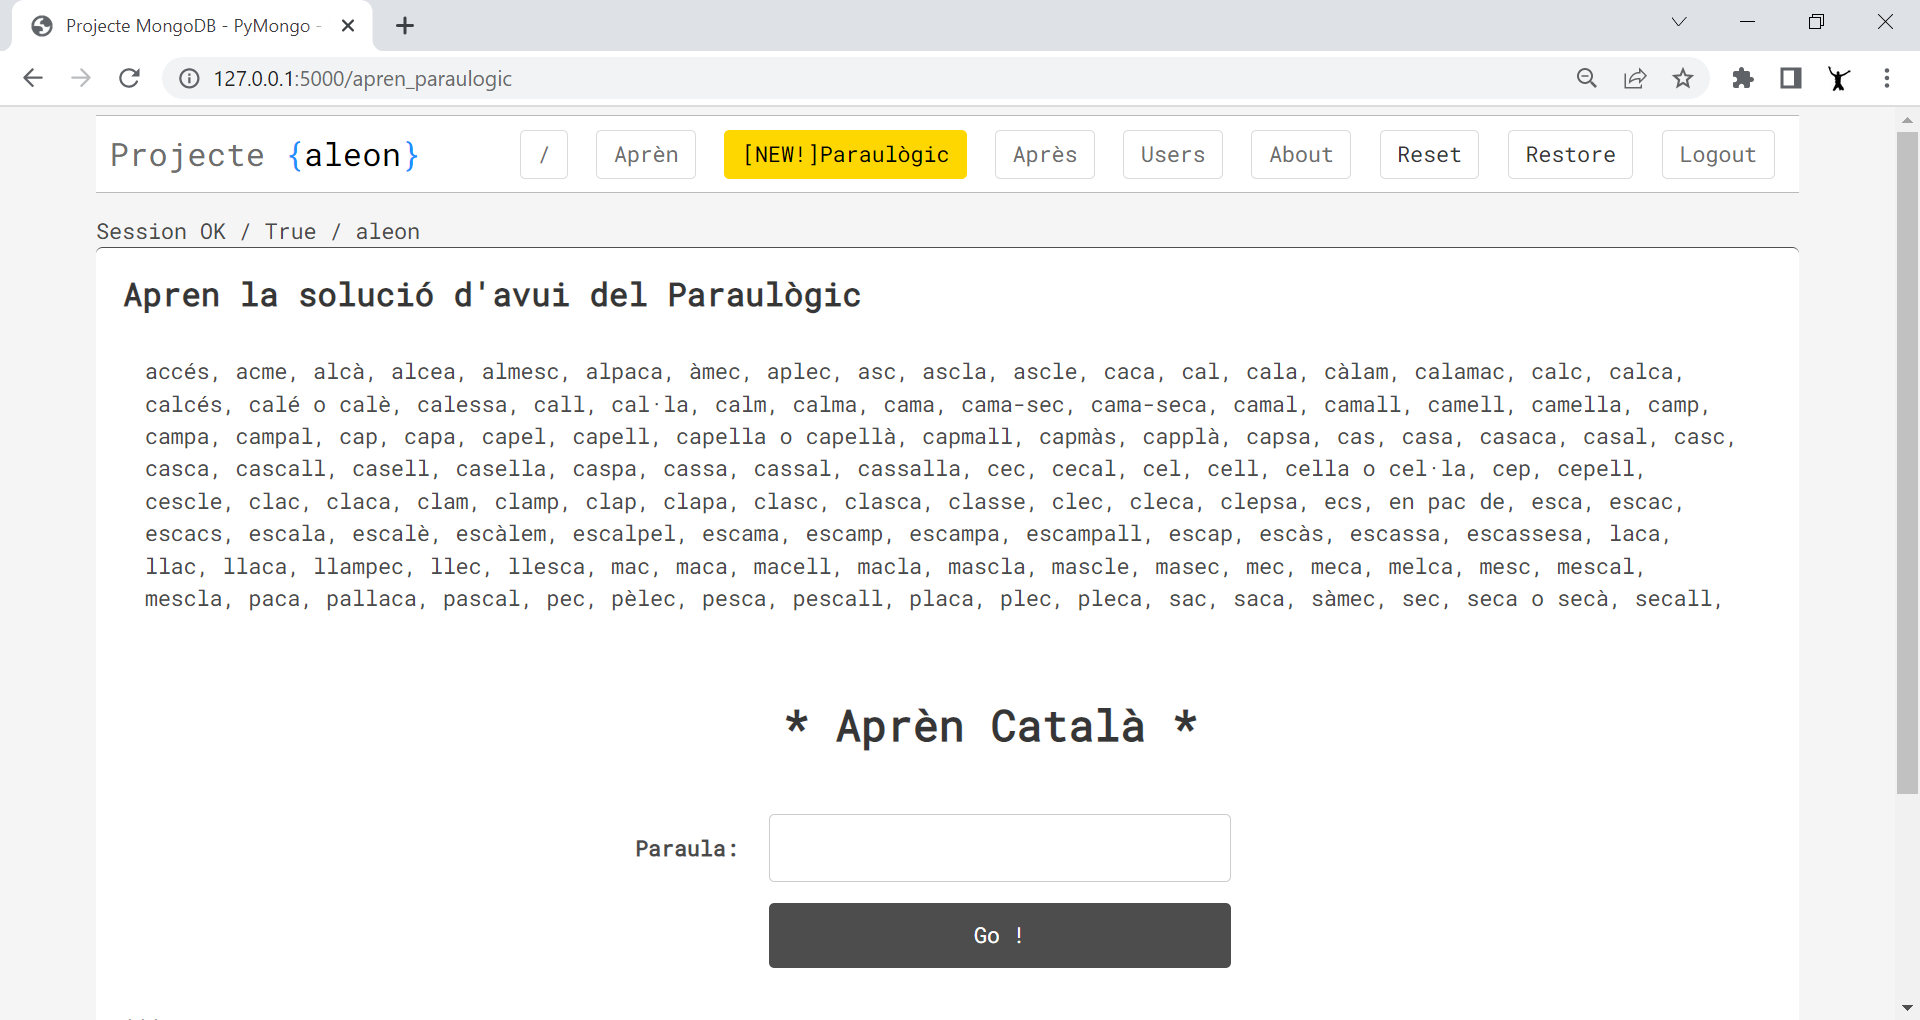 Projecte MongoDB - PyMongo -
127.0.0.1:5000/apren_paraulogic
Projecte {aleon} / Aprèn [NEW!]Paraulògic Après Users About Reset Restore Logout
Session OK / True / aleon
Apren la solució d'avui del Paraulògic
accés, acme, alcà, alcea, almesc, alpaca, àmec, aplec, asc, ascla, ascle, caca, cal, cala, càlam, calamac, calc, calca,
calcés, calé o calè, calessa, call, cal·la, calm, calma, cama, cama-sec, cama-seca, camal, camall, camell, camella, camp,
campa, campal, cap, capa, capel, capell, capella o capellà, capmall, capmàs, capplà, capsa, cas, casa, casaca, casal, casc,
casca, cascall, casell, casella, caspa, cassa, cassal, cassalla, cec, cecal, cel, cell, cella o cel·la, cep, cepell,
cescle, clac, claca, clam, clamp, clap, clapa, clasc, clasca, classe, clec, cleca, clepsa, ecs, en pac de, esca, escac,
escacs, escala, escalè, escàlem, escalpel, escama, escamp, escampa, escampall, escap, escàs, escassa, escassesa, laca,
llac, llaca, llampec, llec, llesca, mac, maca, macell, macla, mascla, mascle, masec, mec, meca, melca, mesc, mescal,
mescla, paca, pallaca, pascal, pec, pèlec, pesca, pescall, placa, plec, pleca, sac, saca, sàmec, sec, seca o secà, secall,
* Aprèn Català *
Paraula:
Go !